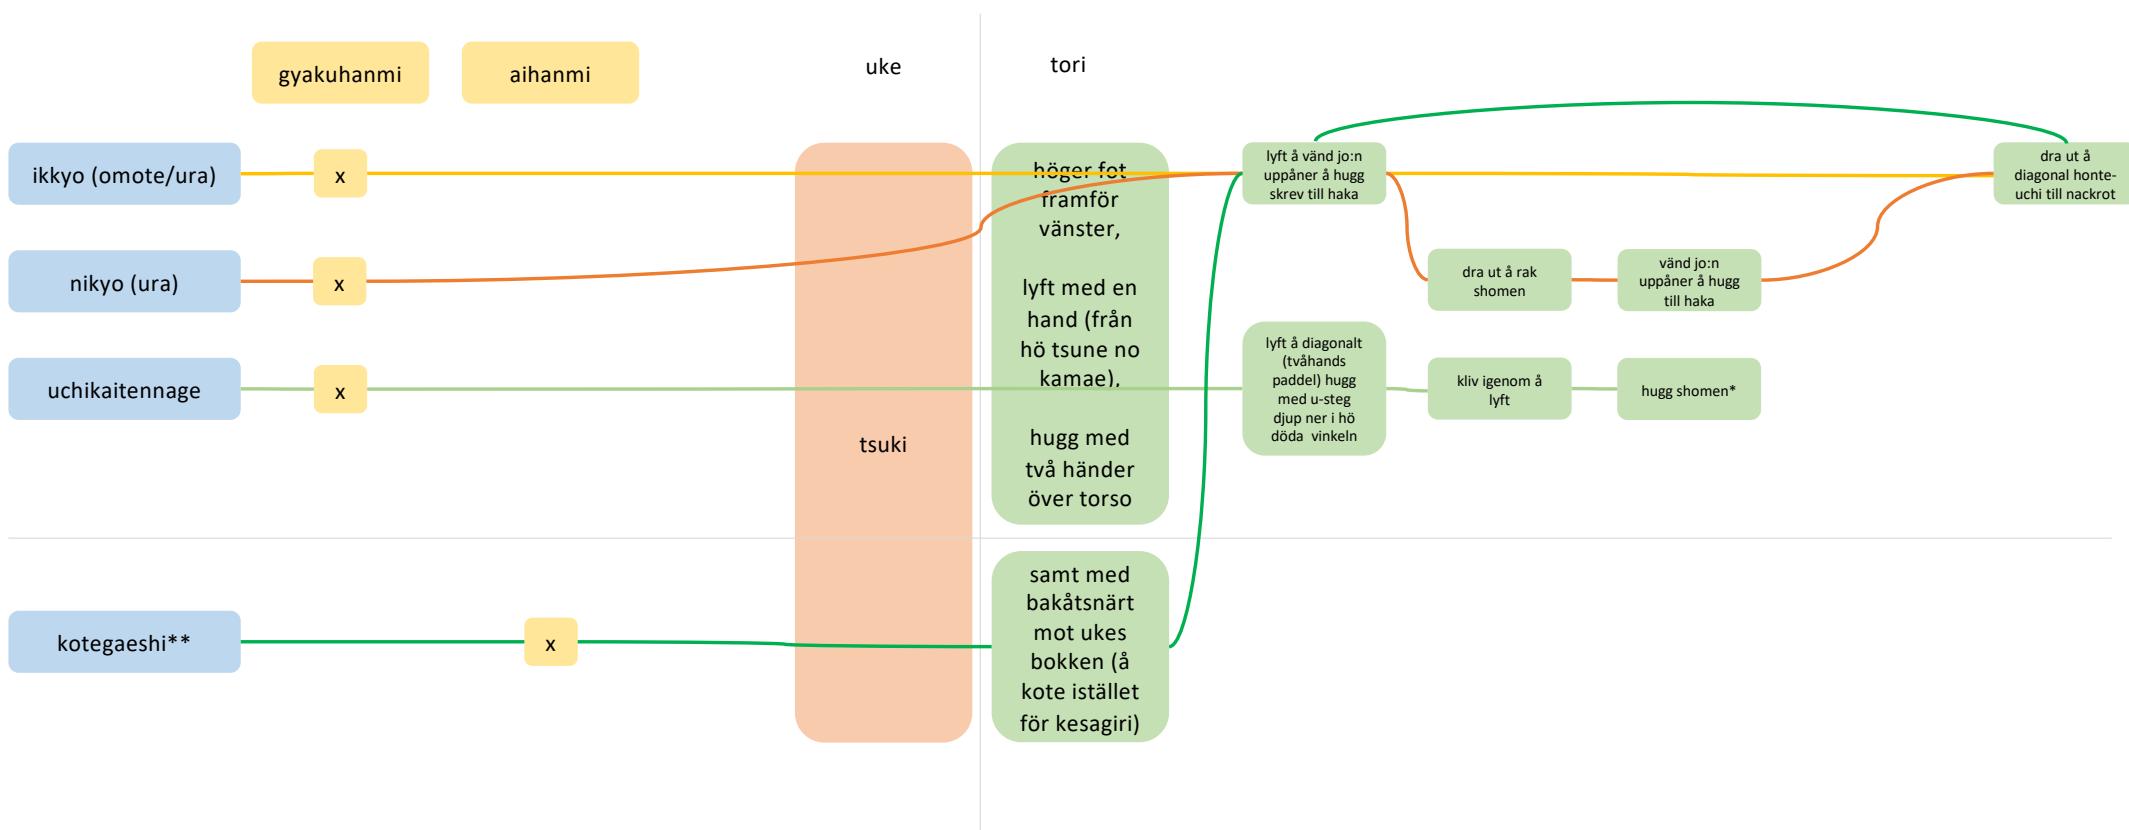 gyakuhanmi
aihanmi
uke
tori
ikkyo (omote/ura)
x
nikyo (ura)
x
uchikaitennage
x
tsuki
höger fot
framför
vänster,
lyft med en
hand (från
hö tsune no
kamae),
hugg med
två händer
över torso
lyft å vänd jo:n
uppåner å hugg
skrev till haka
dra ut å
diagonal honte-
uchi till nackrot
dra ut å rak
shomen
vänd jo:n
uppåner å hugg
till haka
lyft å diagonalt
(tvåhands
paddel) hugg
med u-steg
djup ner i hö
döda vinkeln
kliv igenom å
lyft
hugg shomen*
kotegaeshi**
x
samt med
bakåtsnärt
mot ukes
bokken (å
kote istället
för kesagiri)